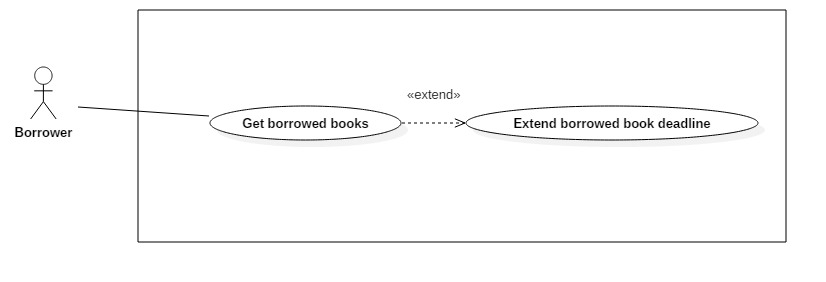 «extend»
Get borrowed books
Extend borrowed book deadline
Borrower